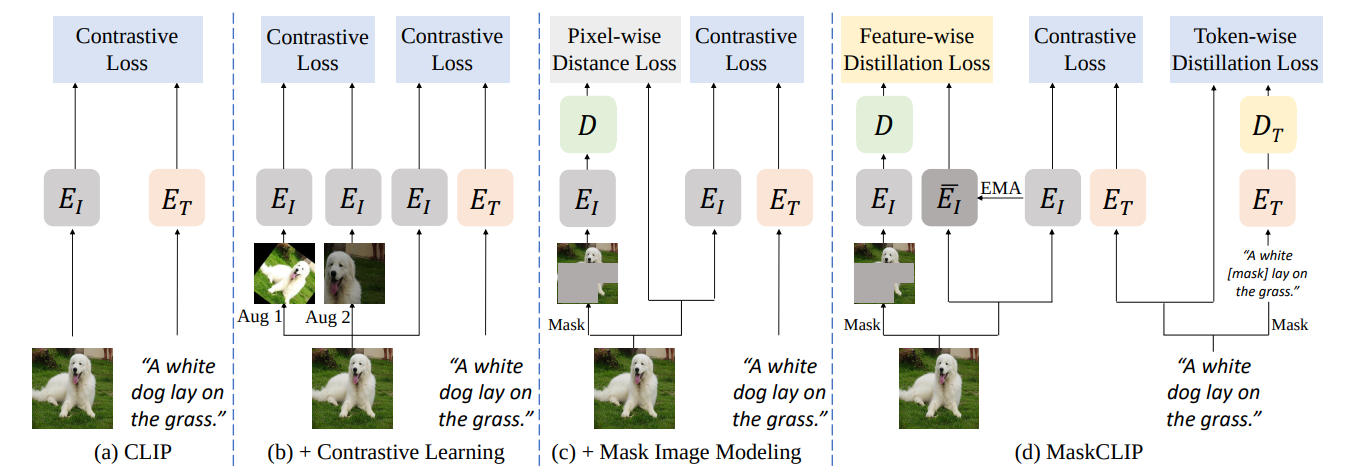 Contrastive
Loss
E_I
E_T
“A white
dog lay on
the grass.”
(a) CLIP
Contrastive
Loss
Contrastive
Loss
E_I
E_I
E_I
E_T
Aug 1
Aug 2
“A white
dog lay on
the grass.”
(b) + Contrastive Learning
Pixel-wise
Distance Loss
Contrastive
Loss
D
E_I
E_I
E_T
Mask
“A white
dog lay on
the grass.”
(c) + Mask Image Modeling
Feature-wise
Distillation Loss
Contrastive
Loss
Token-wise
Distillation Loss
D
D_T
E_I
Ē_I
EMA
E_I
E_T
E_T
“A white
[mask] lay on
the grass.”
Mask
Mask
“A white
dog lay on
the grass.”
(d) MaskCLIP